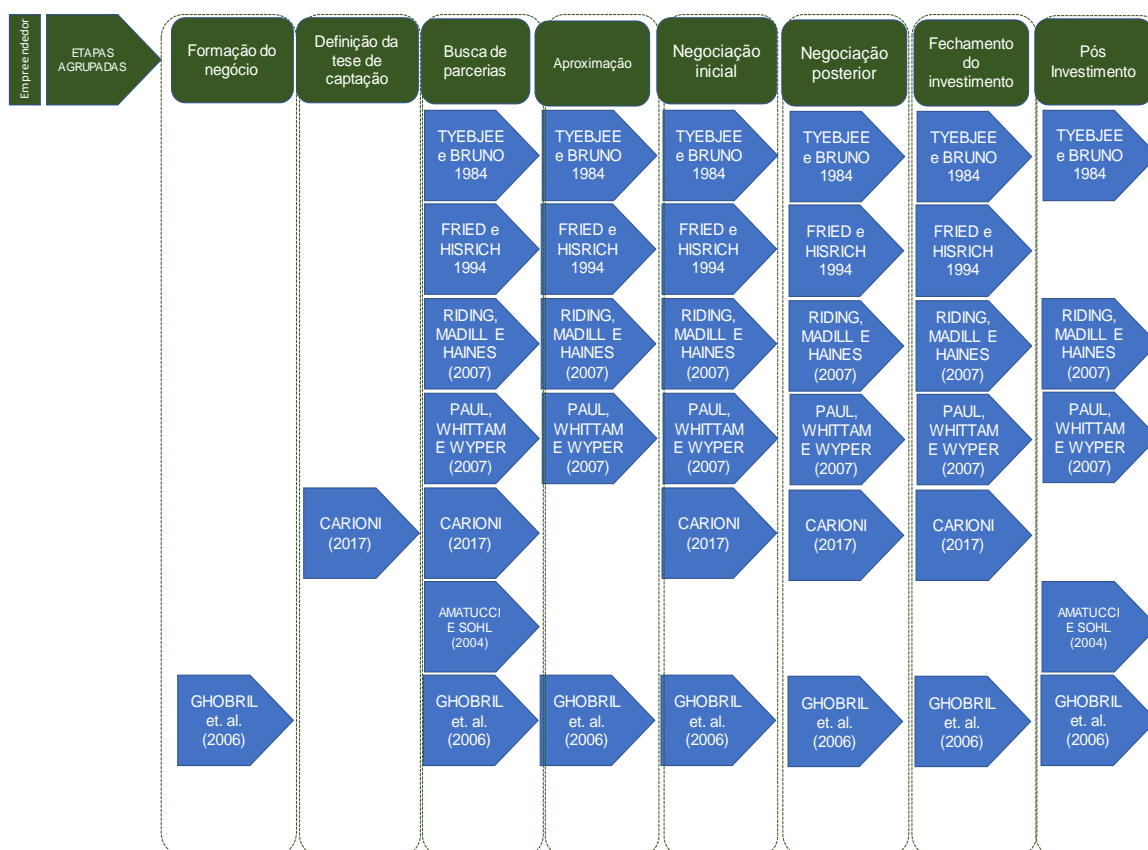 Empreendedor
ETAPAS
AGRUPADAS
Formação do
negócio
Definição da
tese de
captação
Busca de
parcerias
Aproximação
Negociação
inicial
Negociação
posterior
Fechamento
do
investimento
Pós
Investimento
TYEBJEE
e BRUNO
1984
TYEBJEE
e BRUNO
1984
TYEBJEE
e BRUNO
1984
TYEBJEE
e BRUNO
1984
TYEBJEE
e BRUNO
1984
TYEBJEE
e BRUNO
1984
FRIED e
HISRICH
1994
FRIED e
HISRICH
1994
FRIED e
HISRICH
1994
FRIED e
HISRICH
1994
FRIED e
HISRICH
1994
RIDING,
MADILL E
HAINES
(2007)
RIDING,
MADILL E
HAINES
(2007)
RIDING,
MADILL E
HAINES
(2007)
RIDING,
MADILL E
HAINES
(2007)
RIDING,
MADILL E
HAINES
(2007)
RIDING,
MADILL E
HAINES
(2007)
PAUL,
WHITTAM
E WYPER
(2007)
PAUL,
WHITTAM
E WYPER
(2007)
PAUL,
WHITTAM
E WYPER
(2007)
PAUL,
WHITTAM
E WYPER
(2007)
PAUL,
WHITTAM
E WYPER
(2007)
PAUL,
WHITTAM
E WYPER
(2007)
CARIONI
(2017)
CARIONI
(2017)
CARIONI
(2017)
CARIONI
(2017)
CARIONI
(2017)
AMATUCCI
E SOHL
(2004)
AMATUCCI
E SOHL
(2004)
GHOBRIL
et. al.
(2006)
GHOBRIL
et. al.
(2006)
GHOBRIL
et. al.
(2006)
GHOBRIL
et. al.
(2006)
GHOBRIL
et. al.
(2006)
GHOBRIL
et. al.
(2006)
GHOBRIL
et. al.
(2006)